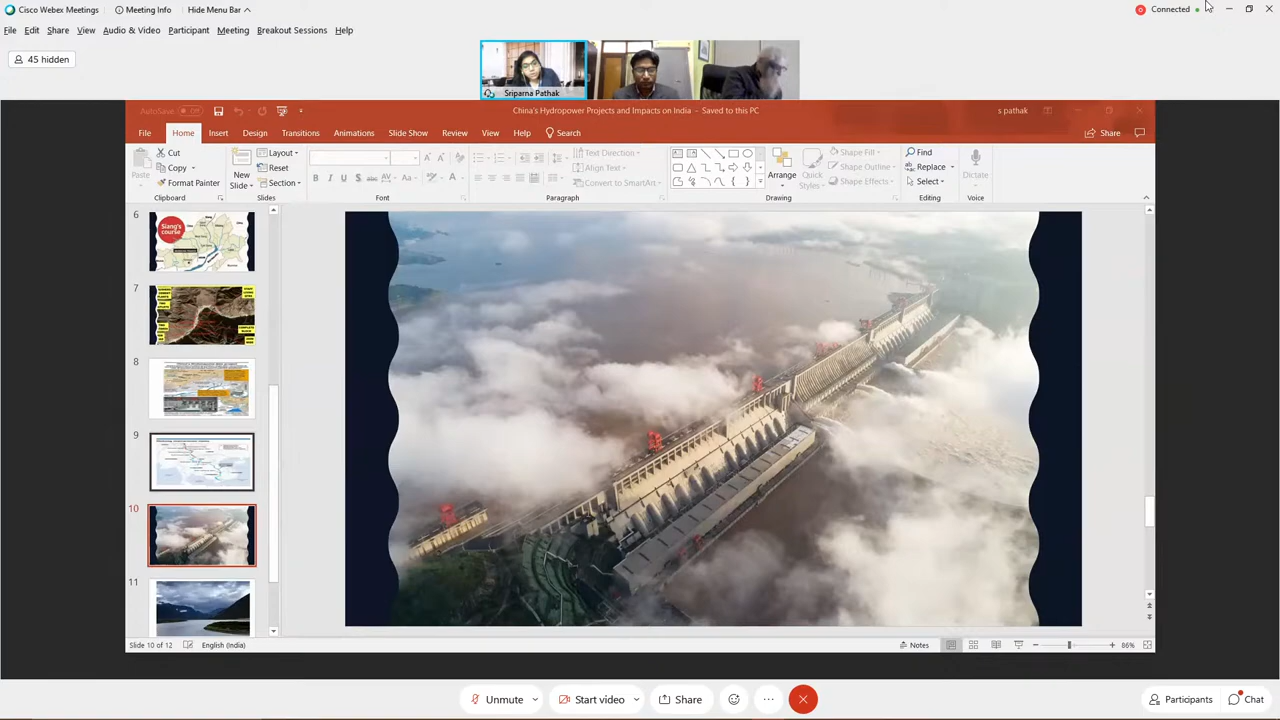 Cisco Webex Meetings Meeting Info Hide Menu Bar
Connected
File Edit Share View Audio & Video Participant Meeting Breakout Sessions Help
45 hidden
Sriparna Pathak
AutoSave Off China's Hydropower Projects and Impacts on India - Saved to this PC s pathak
File Home Insert Design Transitions Animations Slide Show Review View Help Search Share
Paste
Cut
Copy
Format Painter
Clipboard
New Slide
Layout
Reset
Section
Slides
Font
Text Direction
Align Text
Convert to SmartArt
Paragraph
Arrange
Quick Styles
Shape Fill
Shape Outline
Shape Effects
Drawing
Find
Replace
Select
Editing
Dictate
Voice
6
Siang's course
7
8
9
10
11
Slide 10 of 12 English (India) Notes 86%
Unmute Start video Share Participants Chat